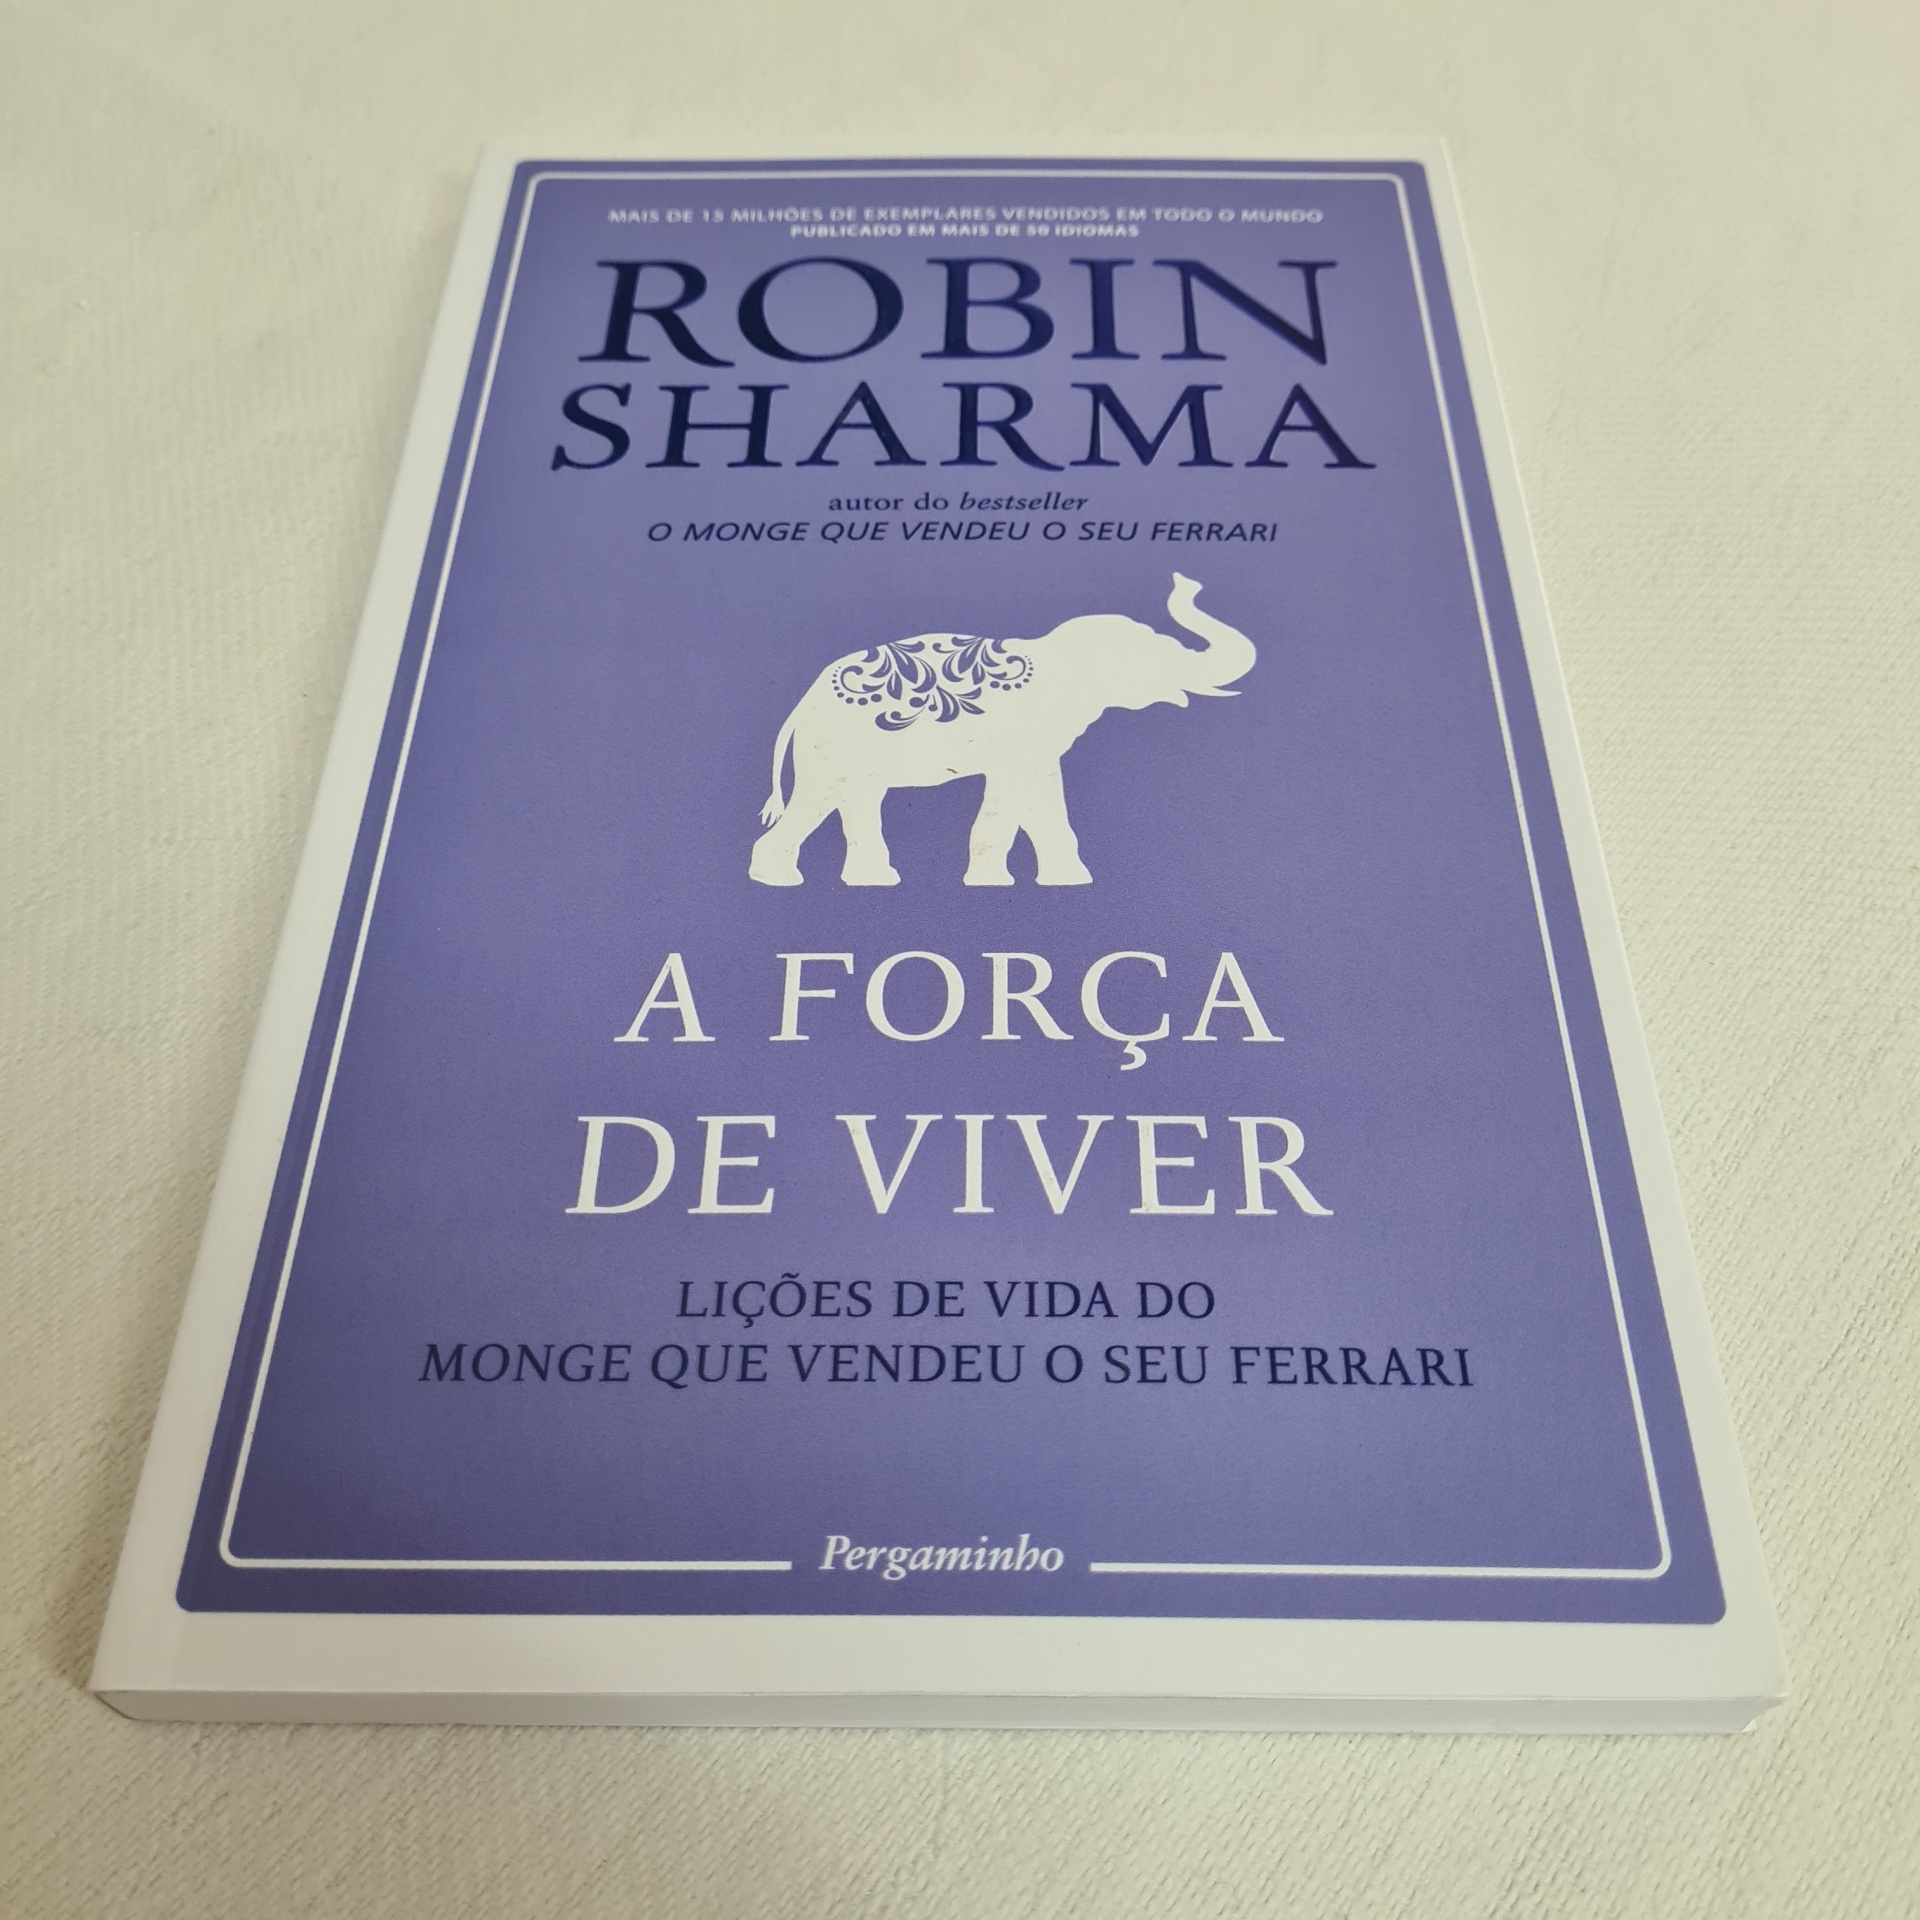 MAIS DE 15 MILHÕES DE EXEMPLARES VENDIDOS EM TODO O MUNDO
PUBLICADO EM MAIS DE 50 IDIOMAS
ROBIN
SHARMA
autor do bestseller
O MONGE QUE VENDEU O SEU FERRARI
A FORÇA
DE VIVER
LIÇÕES DE VIDA DO
MONGE QUE VENDEU O SEU FERRARI
Pergaminho